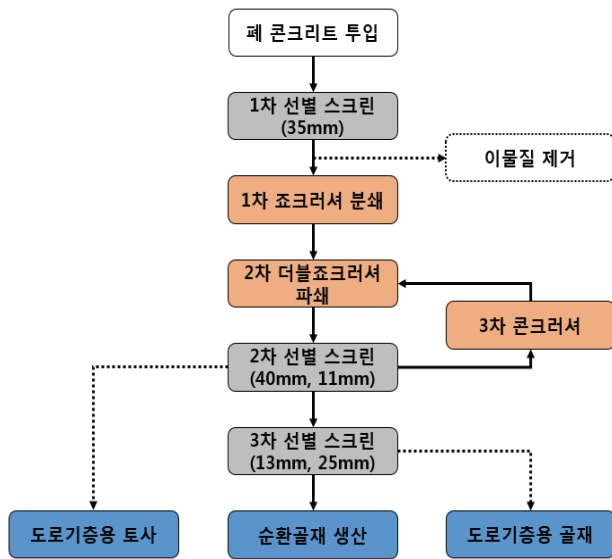 폐 콘크리트 투입
1차 선별 스크린
(35mm)
이물질 제거
1차 죠크러셔 분쇄
2차 더블죠크러셔
파쇄
3차 콘크러셔
2차 선별 스크린
(40mm, 11mm)
3차 선별 스크린
(13mm, 25mm)
도로기층용 토사
순환골재 생산
도로기층용 골재